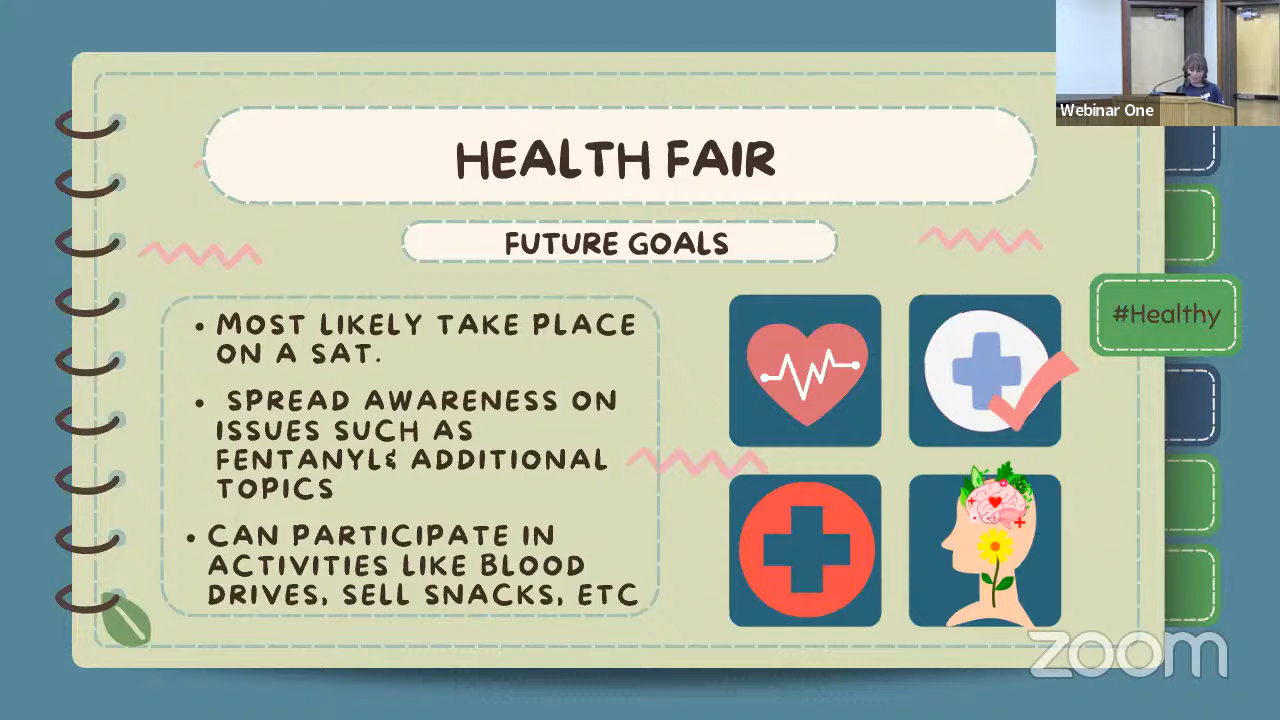 HEALTH FAIR
Webinar One
FUTURE GOALS
• MOST LIKELY TAKE PLACE
ON A SAT.
• SPREAD AWARENESS ON
ISSUES SUCH AS
FENTANYL& ADDITIONAL
TOPICS
• CAN PARTICIPATE IN
ACTIVITIES LIKE BLOOD
DRIVES, SELL SNACKS, ETC
#Healthy
zoom